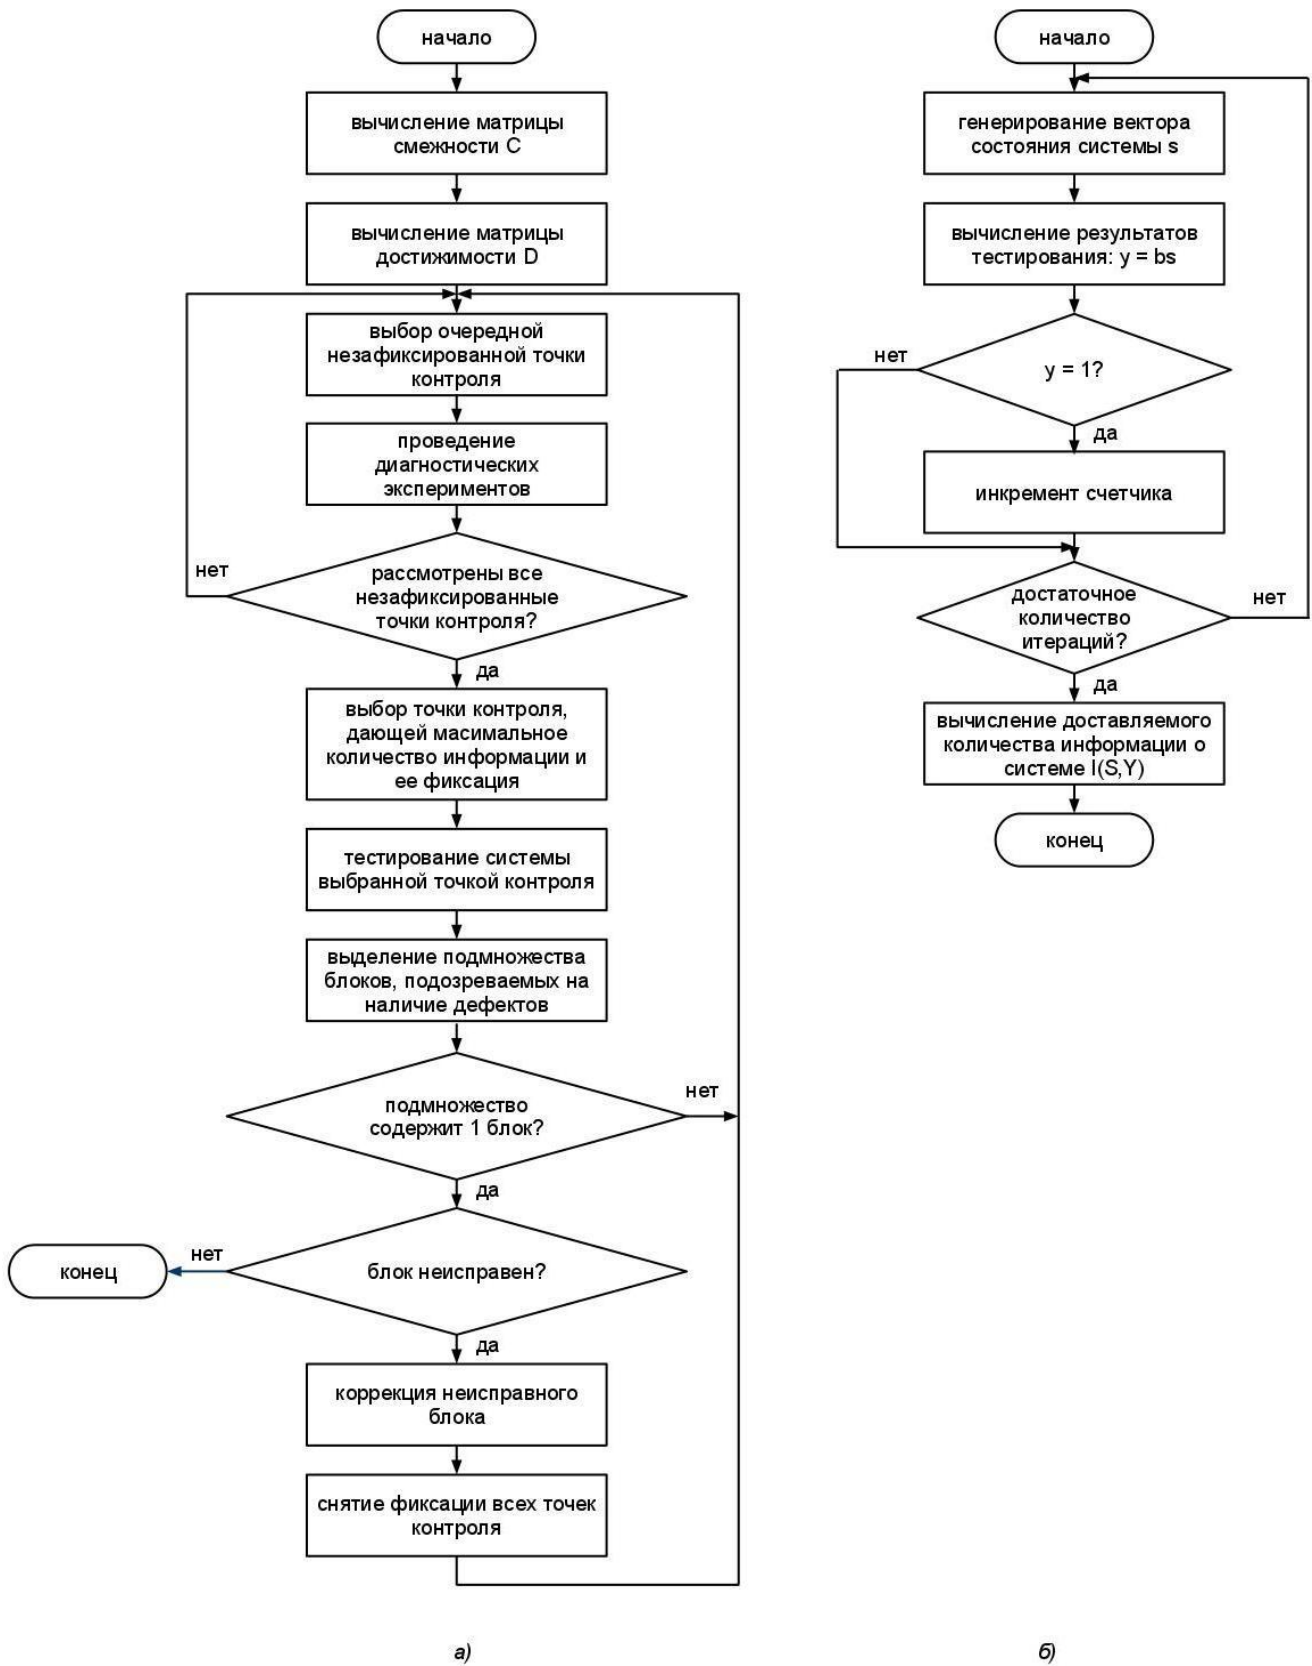 начало
вычисление матрицы
смежности C
вычисление матрицы
достижимости D
выбор очередной
незафиксированной точки
контроля
проведение
диагностических
экспериментов
рассмотрены все
незафиксированные
точки контроля?
нет
да
выбор точки контроля,
дающей масимальное
количество информации и
ее фиксация
тестирование системы
выбранной точкой контроля
выделение подмножества
блоков, подозреваемых на
наличие дефектов
подмножество
содержит 1 блок?
нет
да
блок неисправен?
нет
конец
да
коррекция неисправного
блока
снятие фиксации всех точек
контроля
а)
начало
генерирование вектора
состояния системы s
вычисление результатов
тестирования: y = bs
y = 1?
нет
да
инкремент счетчика
достаточное
количество
итераций?
нет
да
вычисление доставляемого
количества информации о
системе I(S,Y)
конец
б)